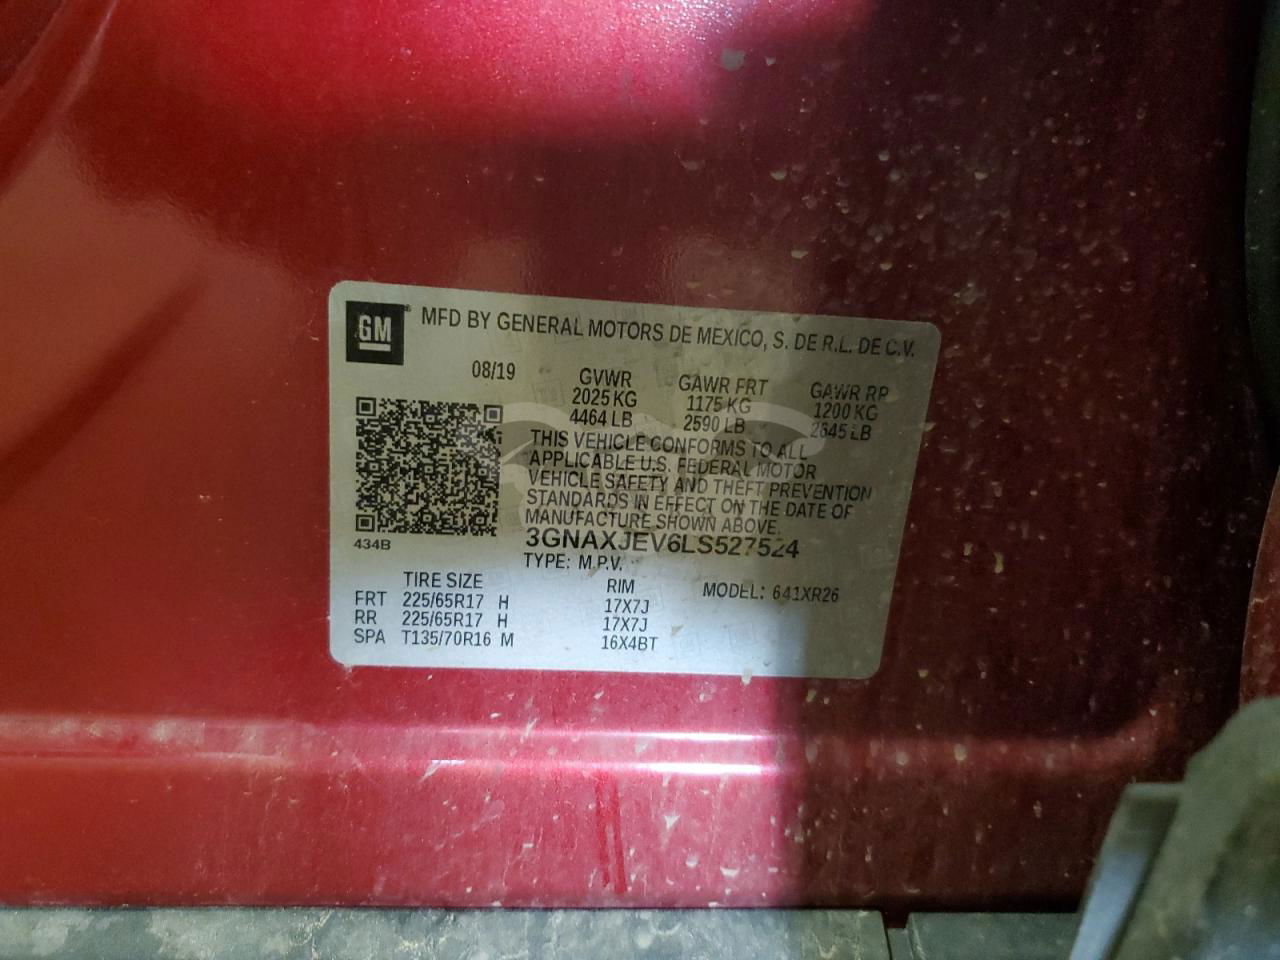 GM
MFD BY GENERAL MOTORS DE MEXICO, S. DE R.L. DE C.V.
08/19 GVWR GAWR FRT GAWR RR
2025 KG 1175 KG 1200 KG
4464 LB 2590 LB 2645 LB
THIS VEHICLE CONFORMS TO ALL
APPLICABLE U.S. FEDERAL MOTOR
VEHICLE SAFETY AND THEFT PREVENTION
STANDARDS IN EFFECT ON THE DATE OF
MANUFACTURE SHOWN ABOVE.
434B
3GNAXJEV6LS527524
TYPE: M.P.V.
TIRE SIZE RIM MODEL: 641XR26
FRT 225/65R17 H 17X7J
RR 225/65R17 H 17X7J
SPA T135/70R16 M 16X4BT